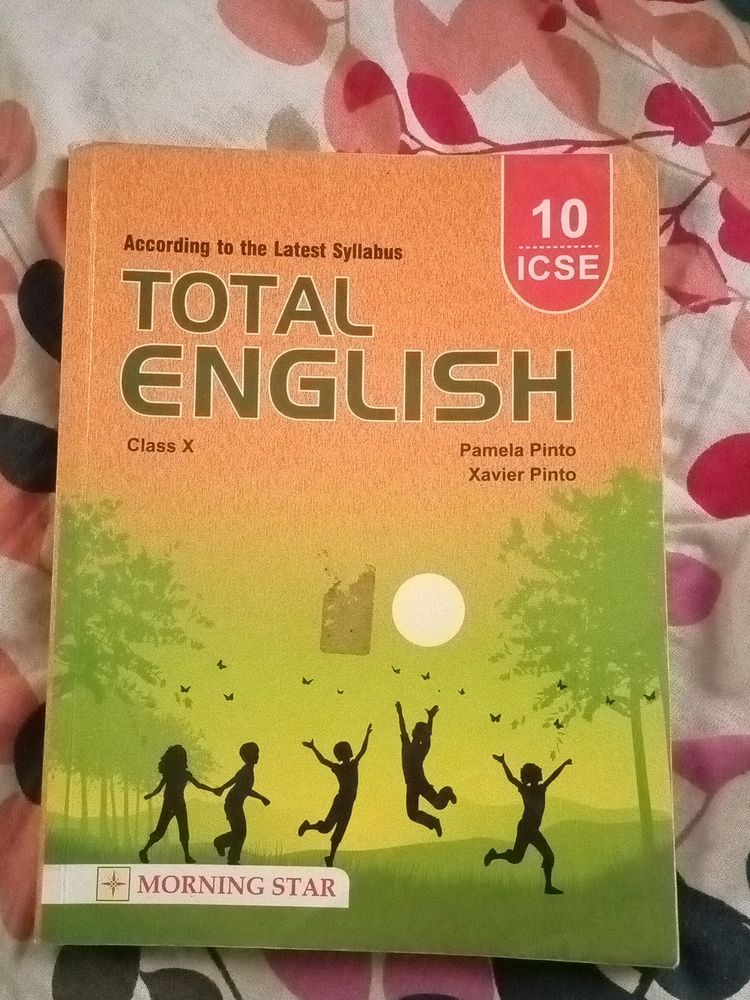 10
ICSE
According to the Latest Syllabus
TOTAL
ENGLISH
Class X
Pamela Pinto
Xavier Pinto
MORNING STAR